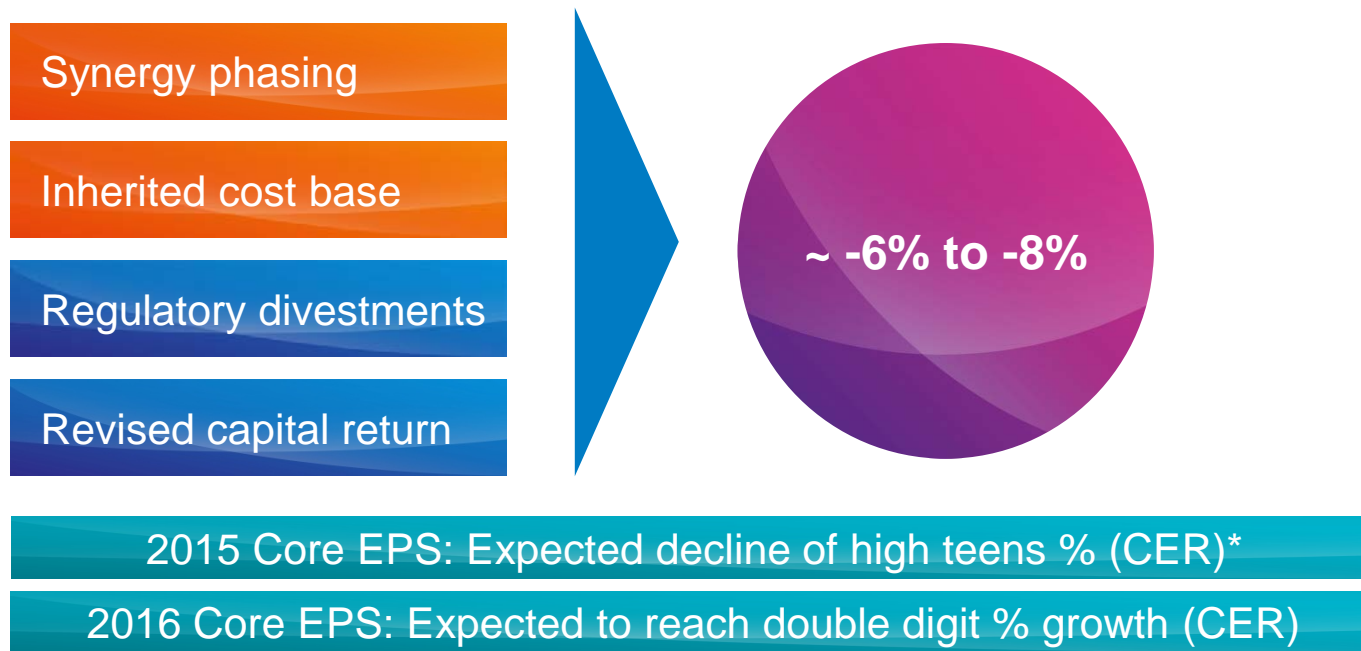 Synergy phasing
Inherited cost base
Regulatory divestments
Revised capital return
~ -6% to -8%
2015 Core EPS: Expected decline of high teens % (CER)*
2016 Core EPS: Expected to reach double digit % growth (CER)